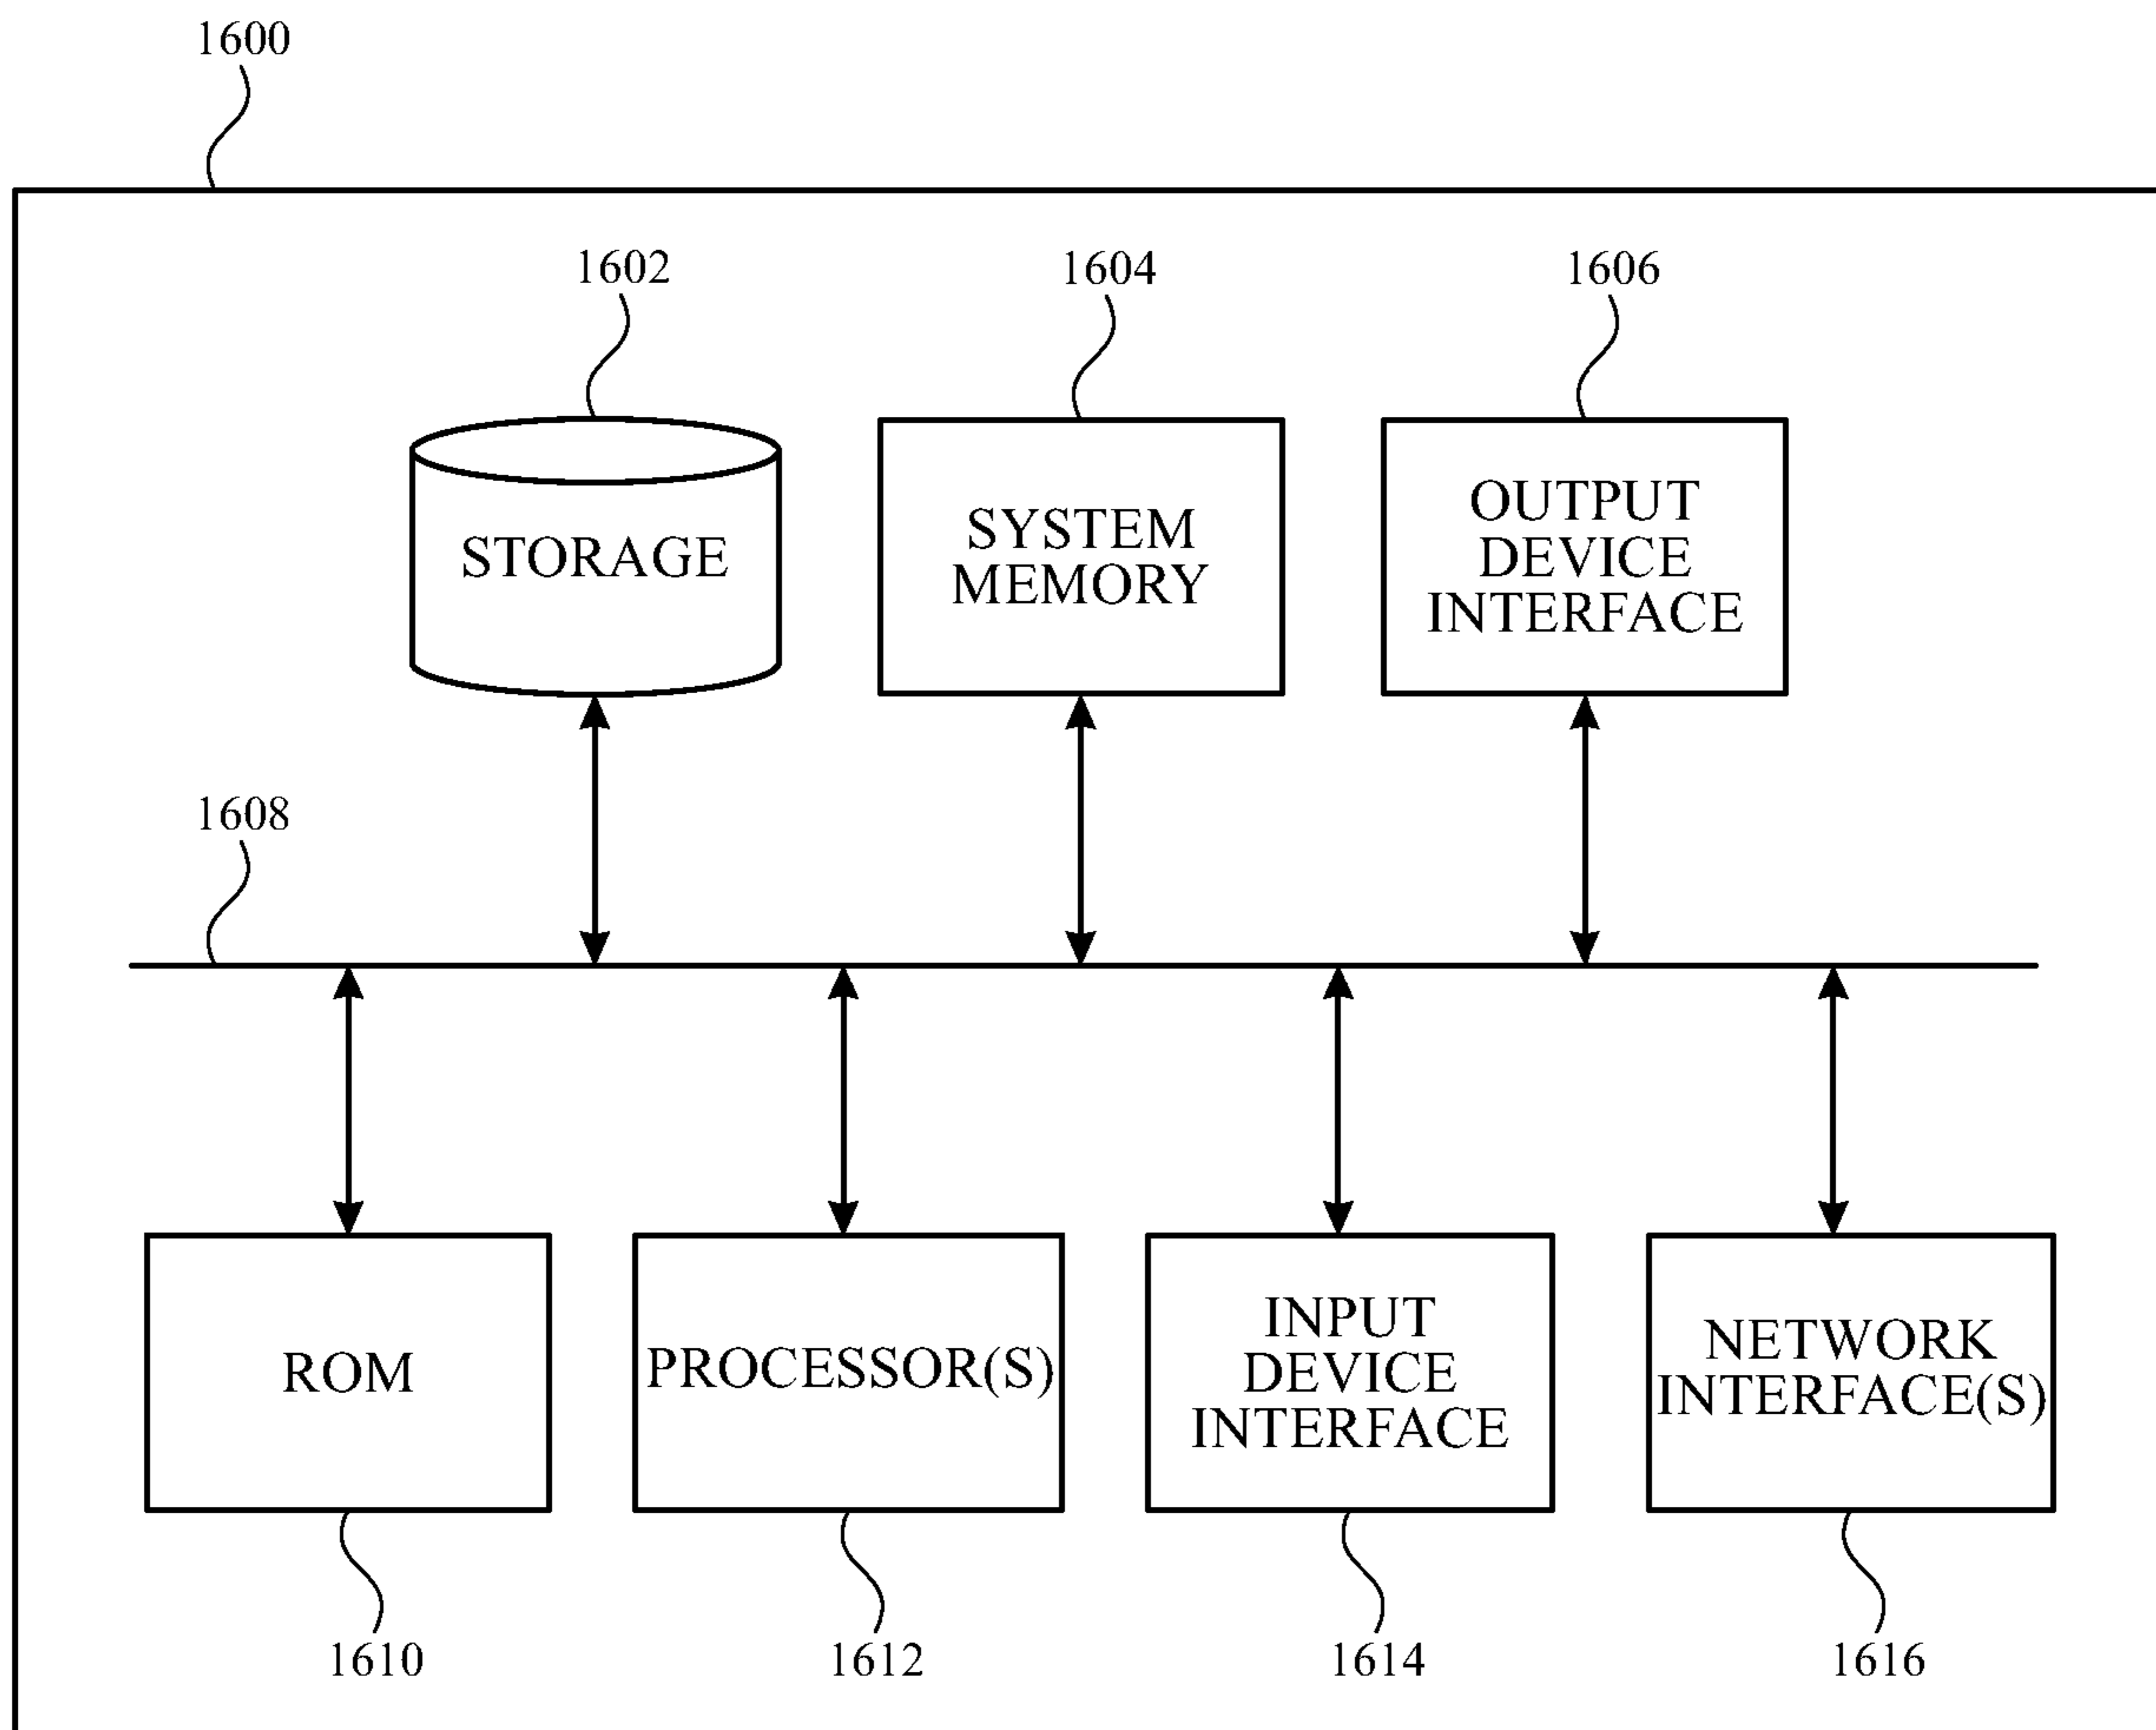 1600
1602
1604
1606
STORAGE
SYSTEM
MEMORY
OUTPUT
DEVICE
INTERFACE
1608
ROM
PROCESSOR(S)
INPUT
DEVICE
INTERFACE
NETWORK
INTERFACE(S)
1610
1612
1614
1616